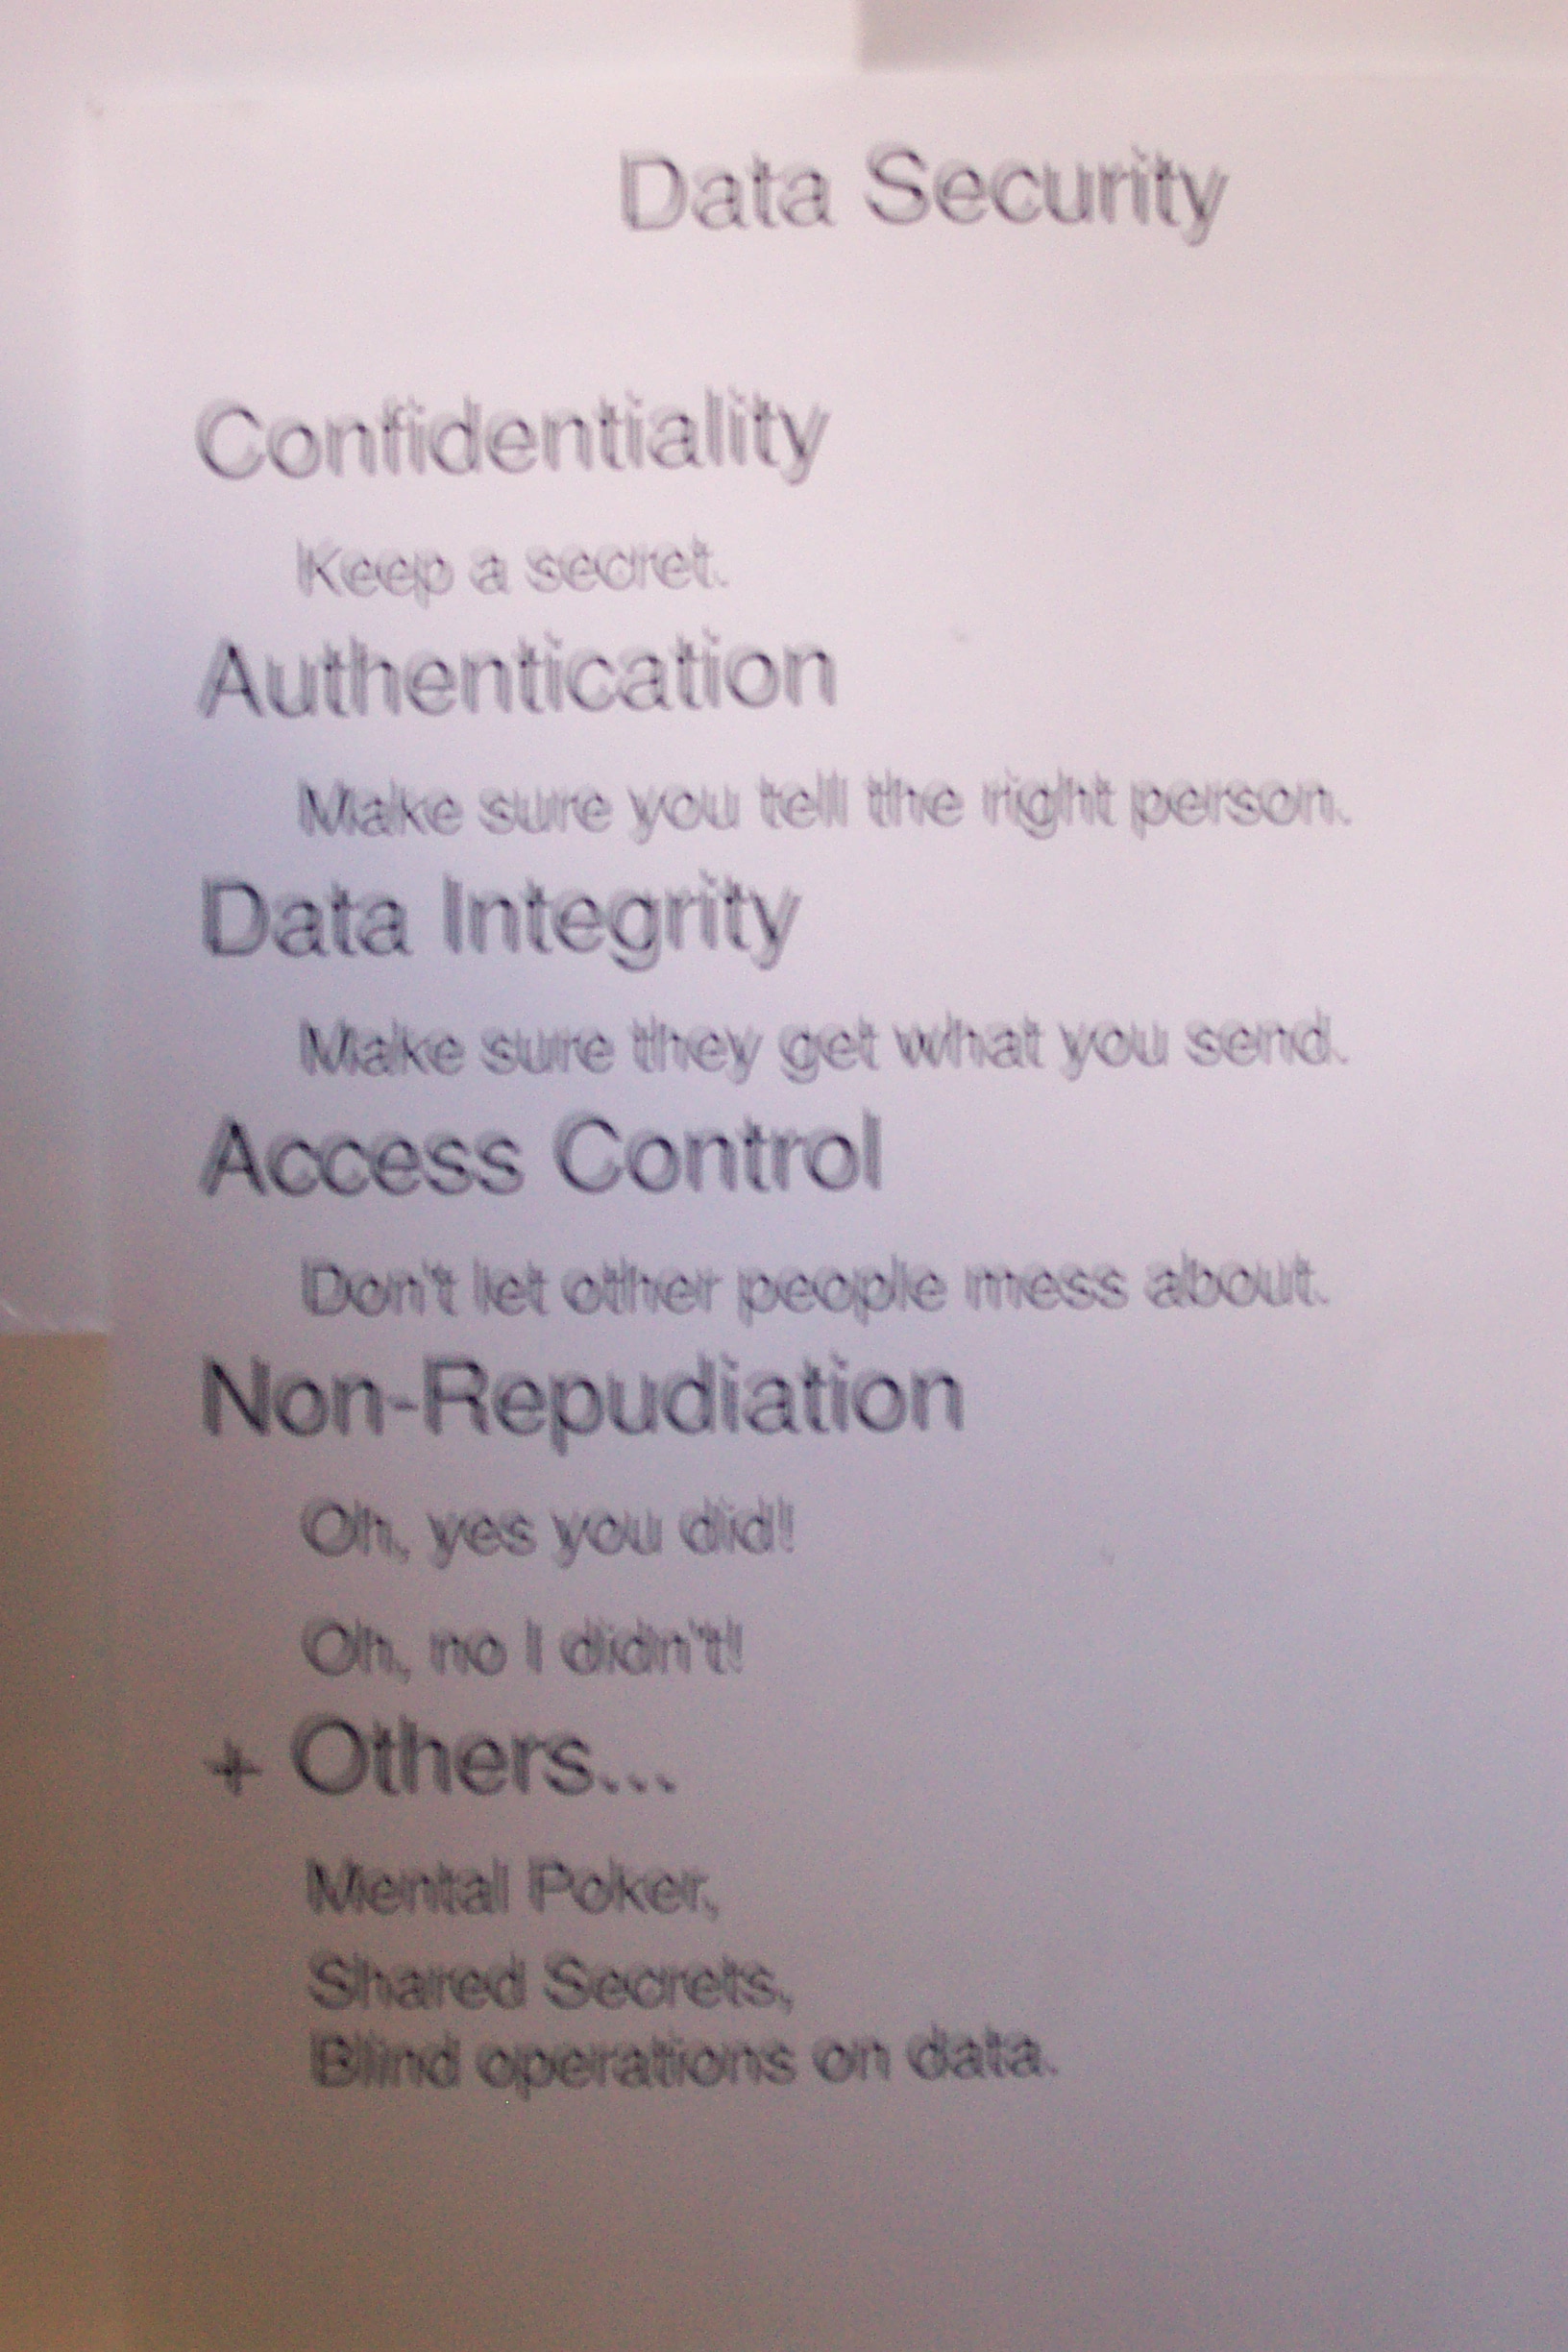 Data Security
Confidentiality
Keep a secret.
Authentication
Make sure you tell the right person.
Data Integrity
Make sure they get what you send.
Access Control
Don't let other people mess about.
Non-Repudiation
Oh, yes you did!
Oh, no I didn't!
+ Others...
Mental Poker,
Shared Secrets,
Blind operations on data.